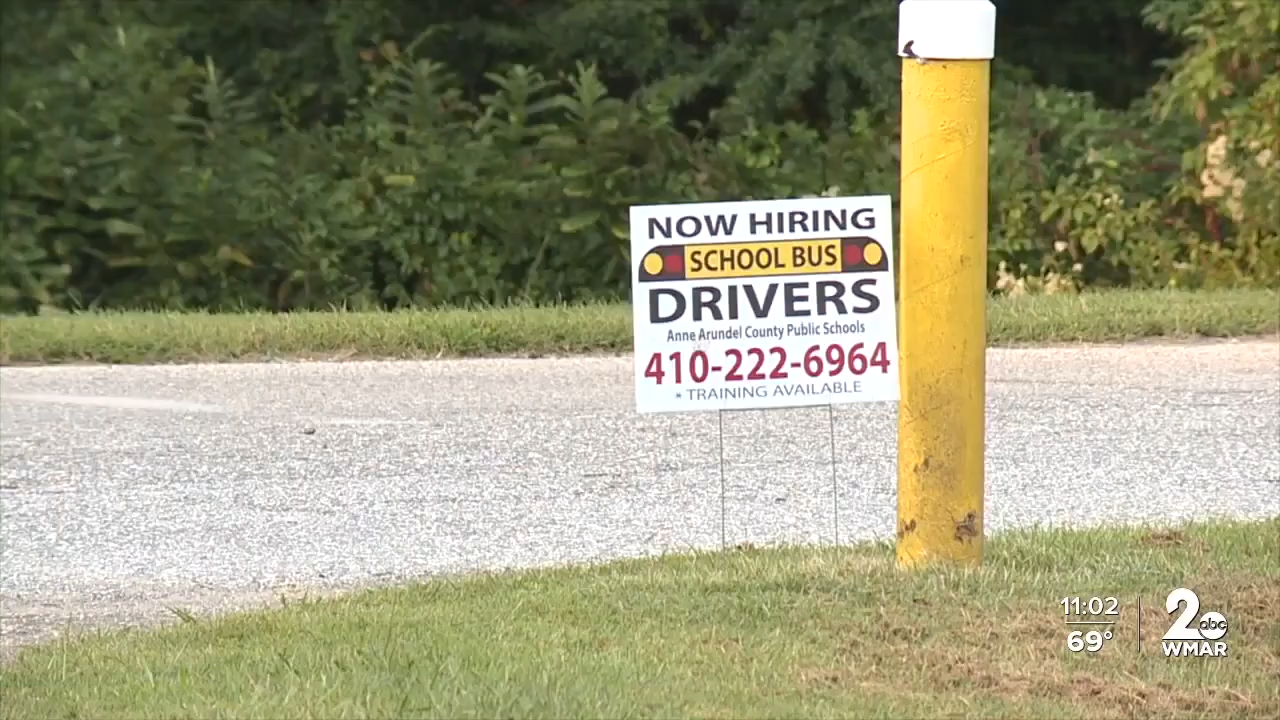 NOW HIRING
SCHOOL BUS
DRIVERS
Anne Arundel County Public Schools
410-222-6964
* TRAINING AVAILABLE
11:02
69°
2 abc
WMAR